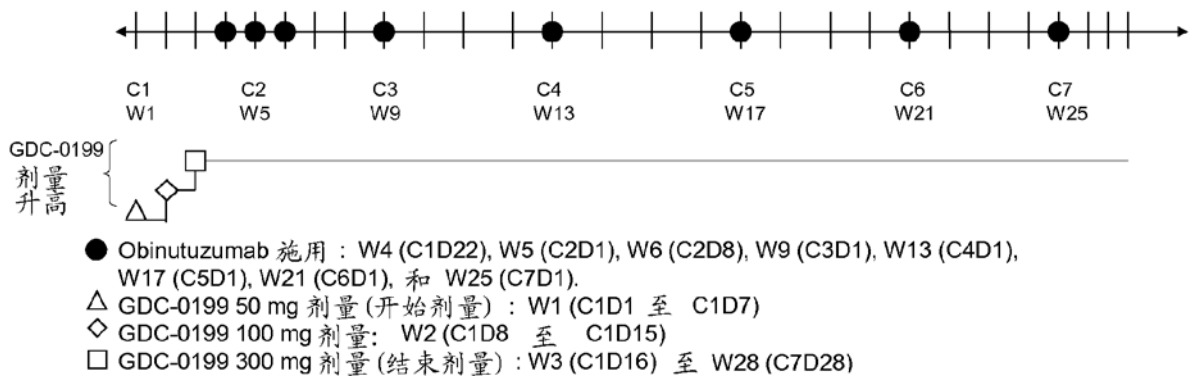 C1 C2 C3 C4 C5 C6 C7
W1 W5 W9 W13 W17 W21 W25
GDC-0199
剂量
升高
Obinutuzumab 施用 : W4 (C1D22), W5 (C2D1), W6 (C2D8), W9 (C3D1), W13 (C4D1),
W17 (C5D1), W21 (C6D1), 和 W25 (C7D1).
GDC-0199 50 mg 剂量(开始剂量) : W1 (C1D1 至 C1D7)
GDC-0199 100 mg 剂量: W2 (C1D8 至 C1D15)
GDC-0199 300 mg 剂量(结束剂量) : W3 (C1D16) 至 W28 (C7D28)